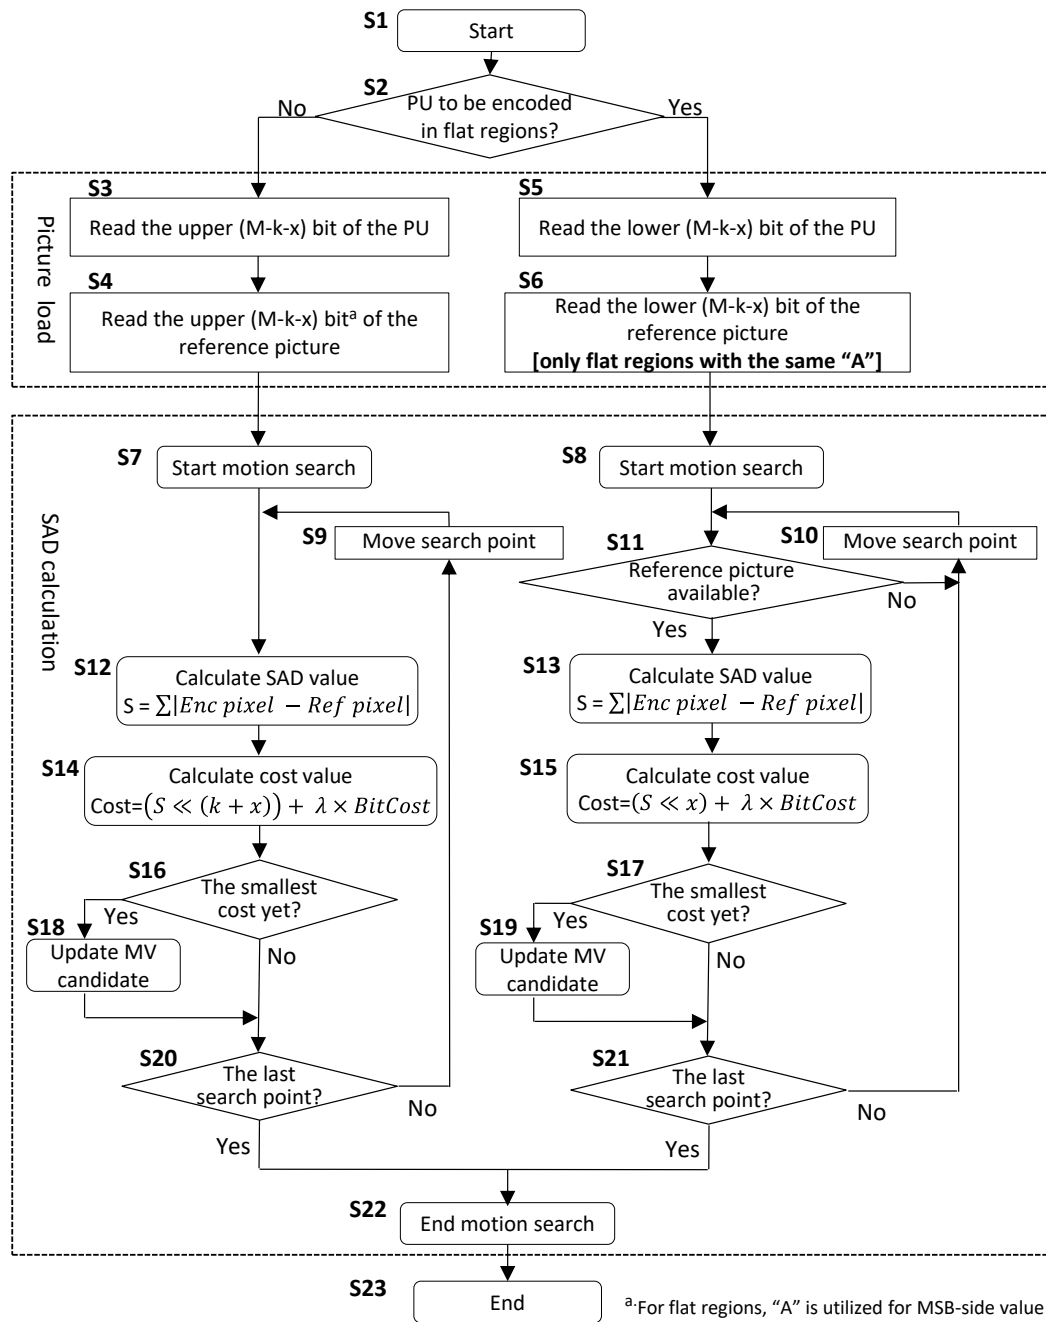 S1
Start
S2
PU to be encoded
in flat regions?
No
Yes
Picture load
S3
Read the upper (M-k-x) bit of the PU
S5
Read the lower (M-k-x) bit of the PU
S4
Read the upper (M-k-x) bitᵃ of the
reference picture
S6
Read the lower (M-k-x) bit of the
reference picture
[only flat regions with the same “A”]
SAD calculation
S7
Start motion search
S8
Start motion search
S9
Move search point
S10
Move search point
S11
Reference picture
available?
No
Yes
S12
Calculate SAD value
S = ∑|Enc pixel − Ref pixel|
S13
Calculate SAD value
S = ∑|Enc pixel − Ref pixel|
S14
Calculate cost value
Cost=(S ≪ (k + x)) + λ × BitCost
S15
Calculate cost value
Cost=(S ≪ x) + λ × BitCost
S16
The smallest
cost yet?
Yes
No
S17
The smallest
cost yet?
Yes
No
S18
Update MV
candidate
S19
Update MV
candidate
S20
The last
search point?
No
Yes
S21
The last
search point?
No
Yes
S22
End motion search
S23
End
a.For flat regions, “A” is utilized for MSB-side value